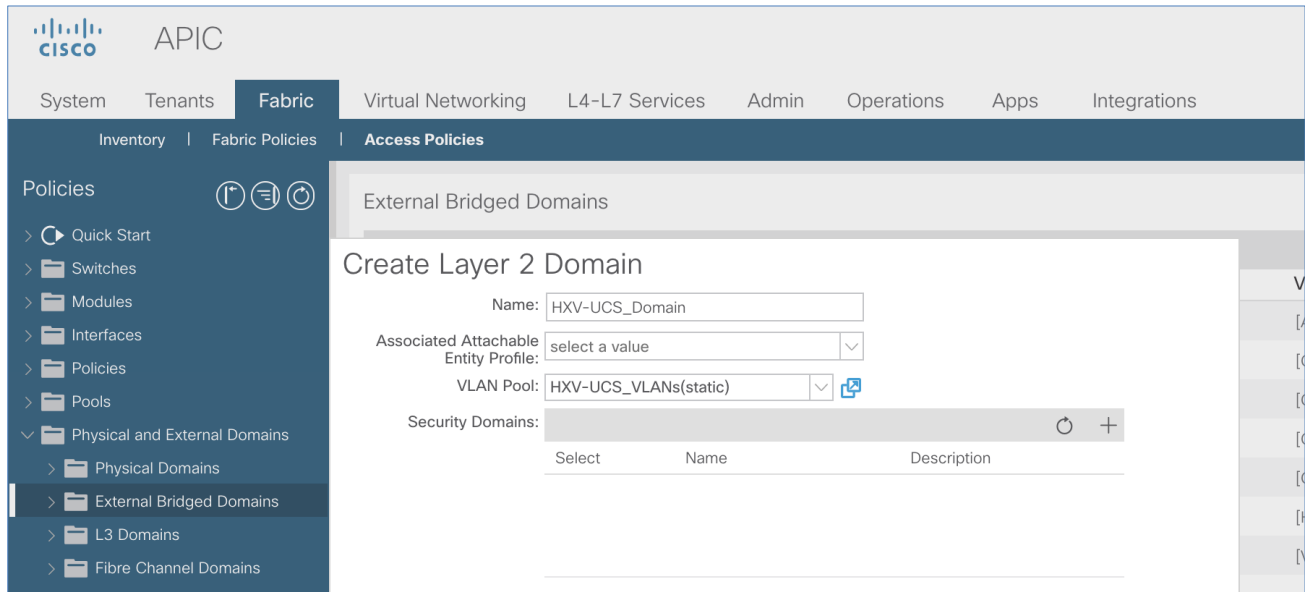 CISCO APIC
System Tenants Fabric Virtual Networking L4-L7 Services Admin Operations Apps Integrations
Inventory | Fabric Policies | Access Policies
Policies
Quick Start
Switches
Modules
Interfaces
Policies
Pools
Physical and External Domains
Physical Domains
External Bridged Domains
L3 Domains
Fibre Channel Domains
External Bridged Domains
Create Layer 2 Domain
Name: HXV-UCS_Domain
Associated Attachable
Entity Profile: select a value
VLAN Pool: HXV-UCS_VLANs(static)
Security Domains:
Select Name Description